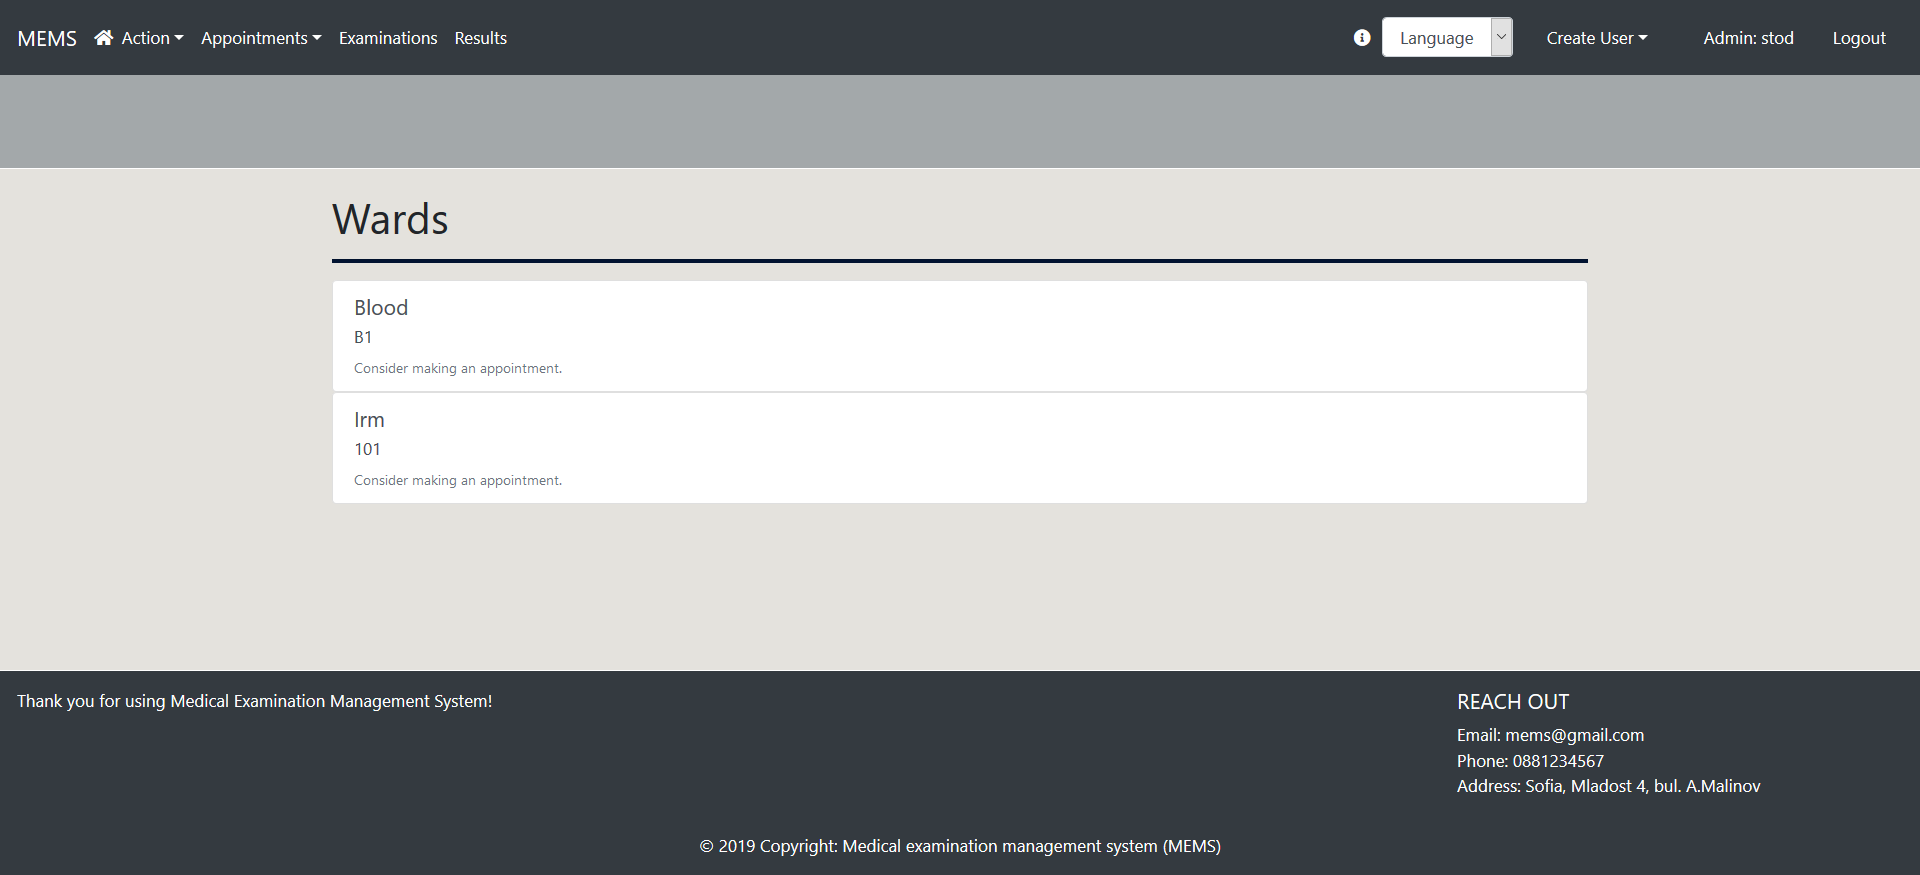 MEMS Action Appointments Examinations Results Language Create User Admin: stod Logout
Wards
Blood
B1
Consider making an appointment.
Irm
101
Consider making an appointment.
Thank you for using Medical Examination Management System!
REACH OUT
Email: mems@gmail.com
Phone: 0881234567
Address: Sofia, Mladost 4, bul. A.Malinov
© 2019 Copyright: Medical examination management system (MEMS)